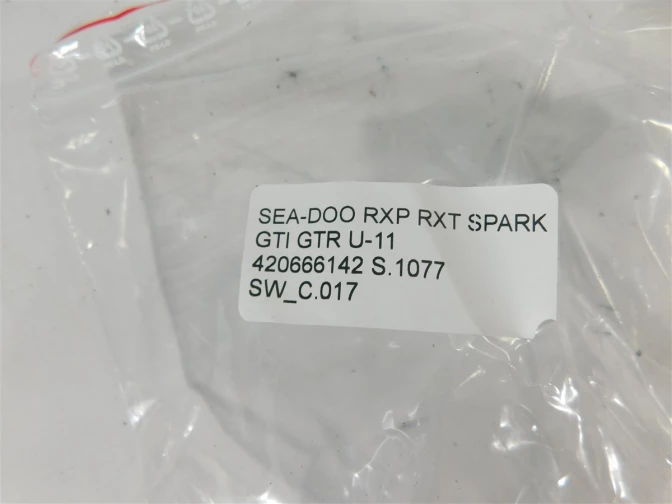 SEA-DOO RXP RXT SPARK
GTI GTR U-11
420666142 S.1077
SW_C.017